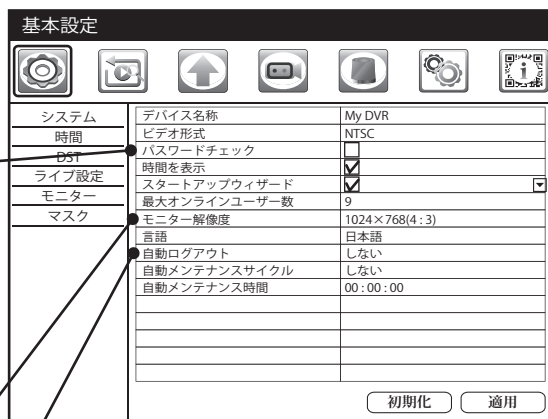 基本設定
システム
時間
DST
ライブ設定
モニター
マスク
デバイス名称 My DVR
ビデオ形式 NTSC
パスワードチェック
時間を表示
スタートアップウィザード
最大オンラインユーザー数 9
モニター解像度 1024×768(4 : 3)
言語 日本語
自動ログアウト しない
自動メンテナンスサイクル しない
自動メンテナンス時間 00 : 00 : 00
初期化 適用